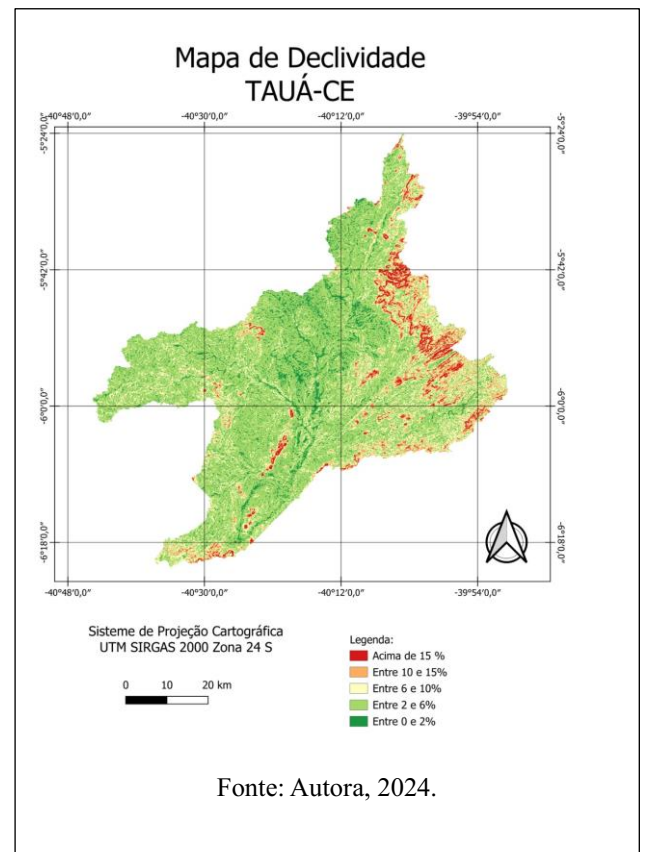 Mapa de Declividade
TAUÁ-CE
-40°48'0,0" -40°30'0,0" -40°12'0,0" -39°54'0,0"
-5°24'0,0" -5°24'0,0"
-5°42'0,0" -5°42'0,0"
-6°0'0,0" -6°0'0,0"
-6°18'0,0" -6°18'0,0"
-40°48'0,0" -40°30'0,0" -40°12'0,0" -39°54'0,0"
Sisteme de Projeção Cartográfica
UTM SIRGAS 2000 Zona 24 S
0 10 20 km
Legenda:
Acima de 15 %
Entre 10 e 15%
Entre 6 e 10%
Entre 2 e 6%
Entre 0 e 2%
Fonte: Autora, 2024.